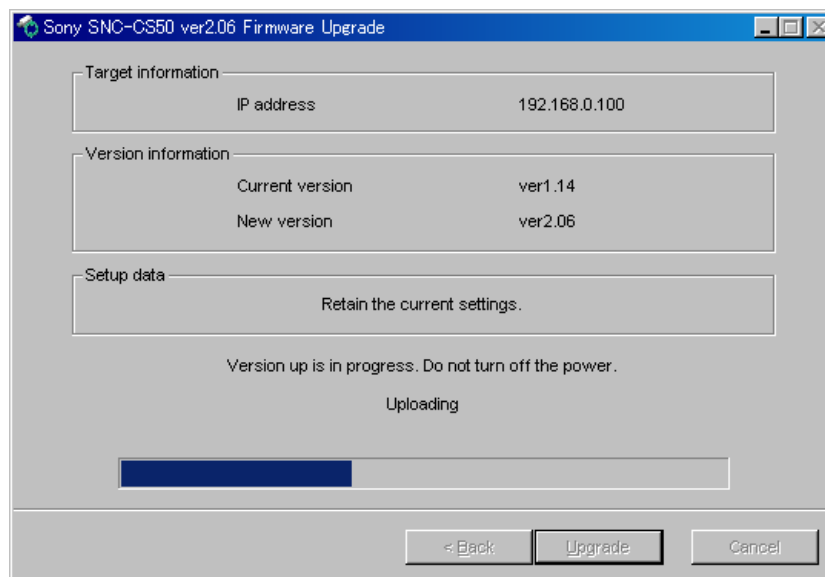 Sony SNC-CS50 ver2.06 Firmware Upgrade
Target information
IP address 192.168.0.100
Version information
Current version ver1.14
New version ver2.06
Setup data
Retain the current settings.
Version up is in progress. Do not turn off the power.
Uploading
< Back Upgrade Cancel